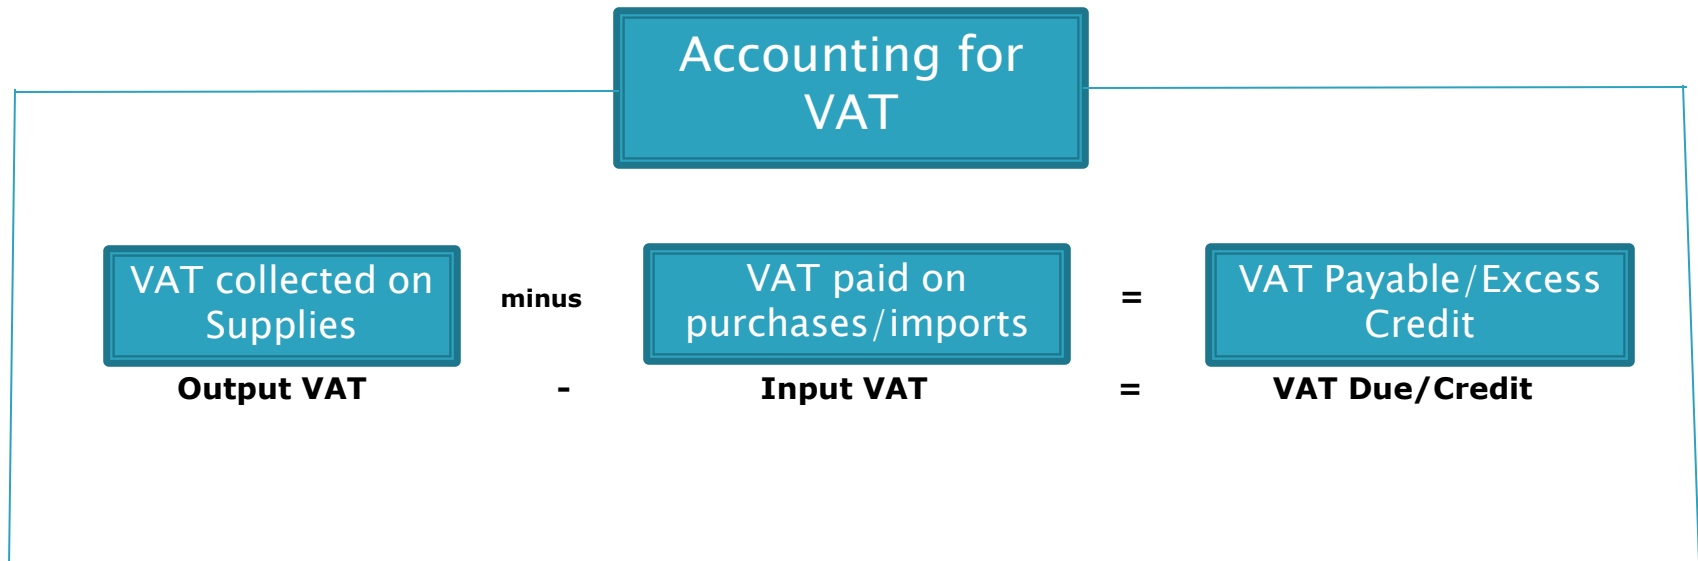 Accounting for
VAT
VAT collected on
Supplies
minus
VAT paid on
purchases/imports
=
VAT Payable/Excess
Credit
Output VAT - Input VAT = VAT Due/Credit